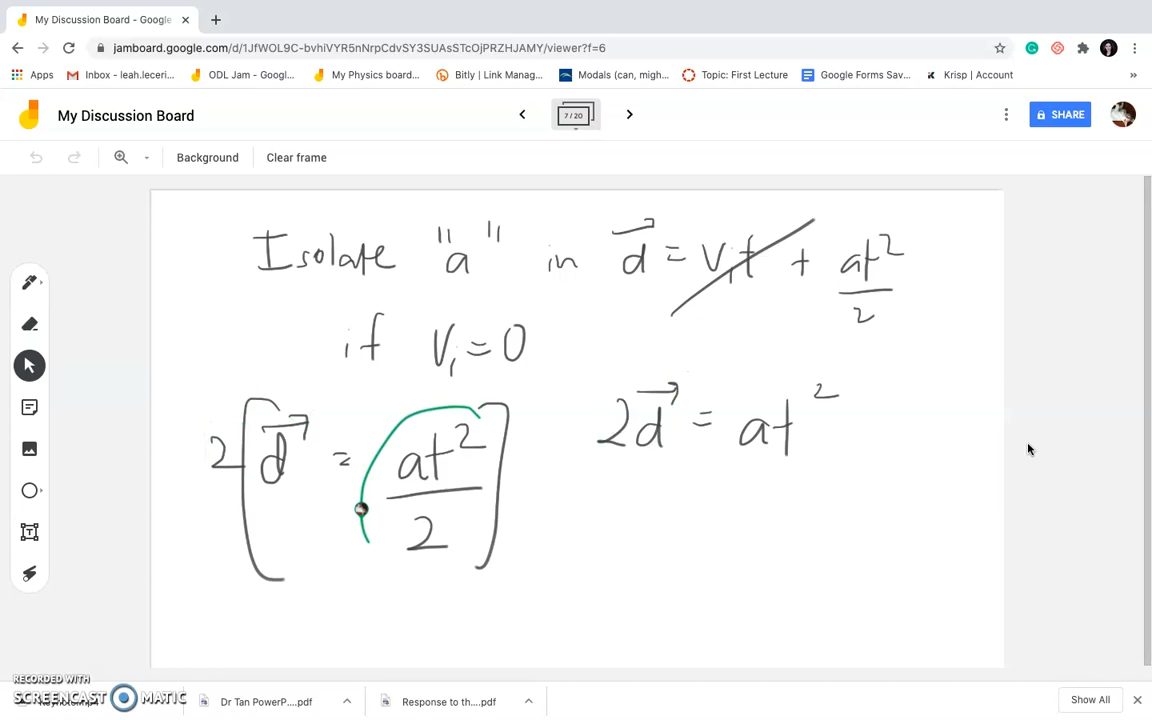 My Discussion Board - Google
jamboard.google.com/d/1JfWOL9C-bvhiVYR5nNrpCdvSY3SUAsSTcOjPRZHJAMY/viewer?f=6
Apps Inbox - leah.leceri... ODL Jam - Googl... My Physics board... Bitly | Link Manag... Modals (can, migh... Topic: First Lecture Google Forms Sav... Krisp | Account »
My Discussion Board 7 / 20 SHARE
Background Clear frame
Isolate "a" in d⃗ = V₁t + at²/2
if V₁ = 0
2[d⃗ = at²/2] 2d⃗ = at²
RECORDED WITH
SCREENCAST MATIC
Dr Tan PowerP....pdf Response to th....pdf Show All